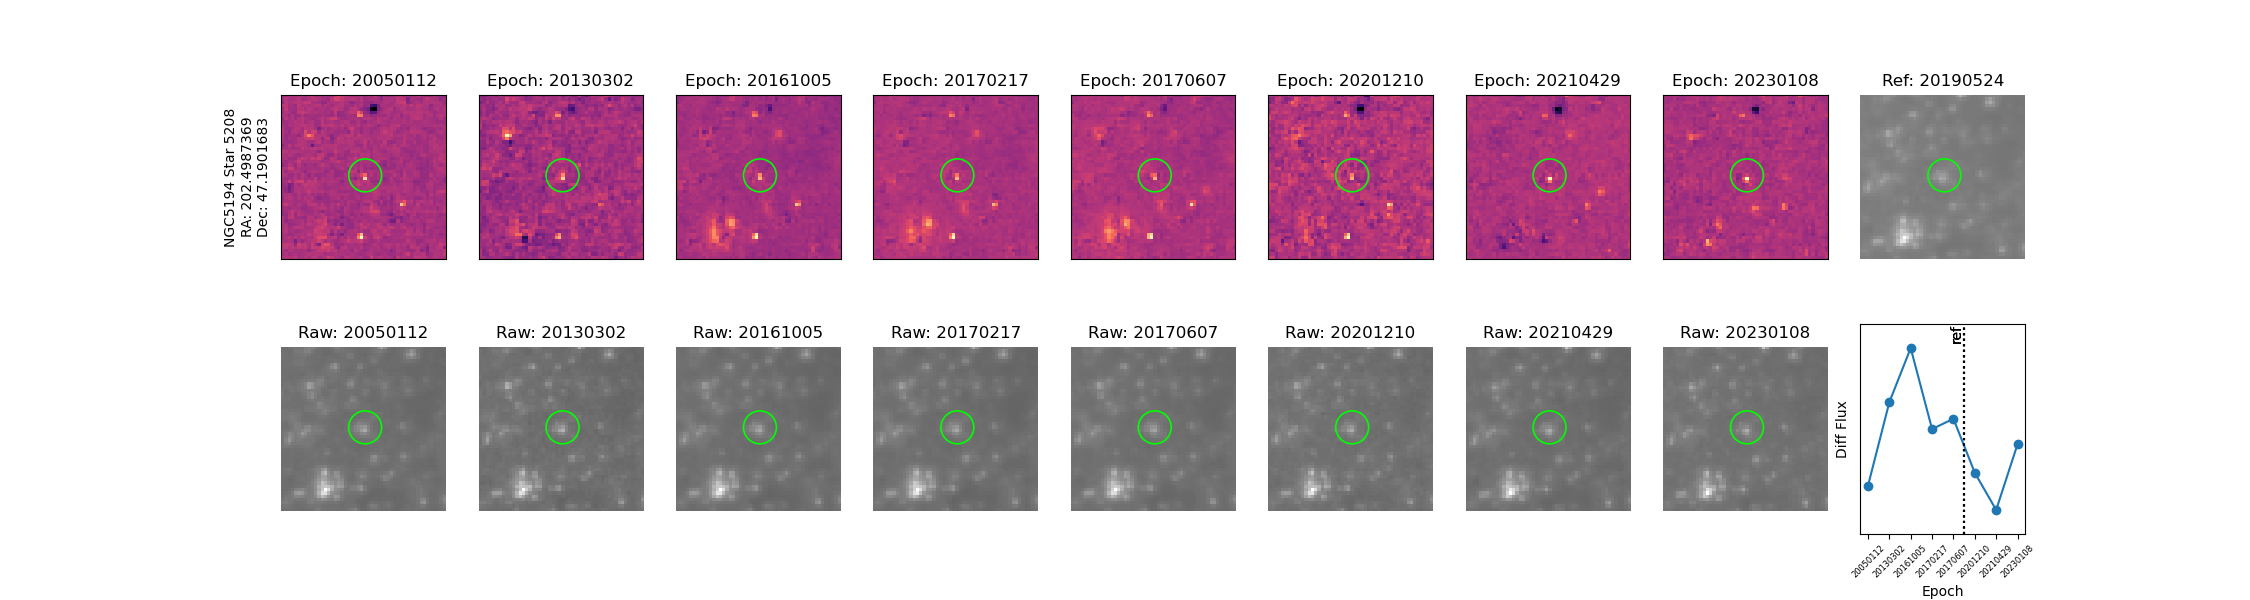 NGC5194 Star 5208
RA: 202.4987369
Dec: 47.1901683
Epoch: 20050112
Epoch: 20130302
Epoch: 20161005
Epoch: 20170217
Epoch: 20170607
Epoch: 20201210
Epoch: 20210429
Epoch: 20230108
Ref: 20190524
Raw: 20050112
Raw: 20130302
Raw: 20161005
Raw: 20170217
Raw: 20170607
Raw: 20201210
Raw: 20210429
Raw: 20230108
ref
Diff Flux
20050112
20130302
20161005
20170217
20170607
20201210
20210429
20230108
Epoch